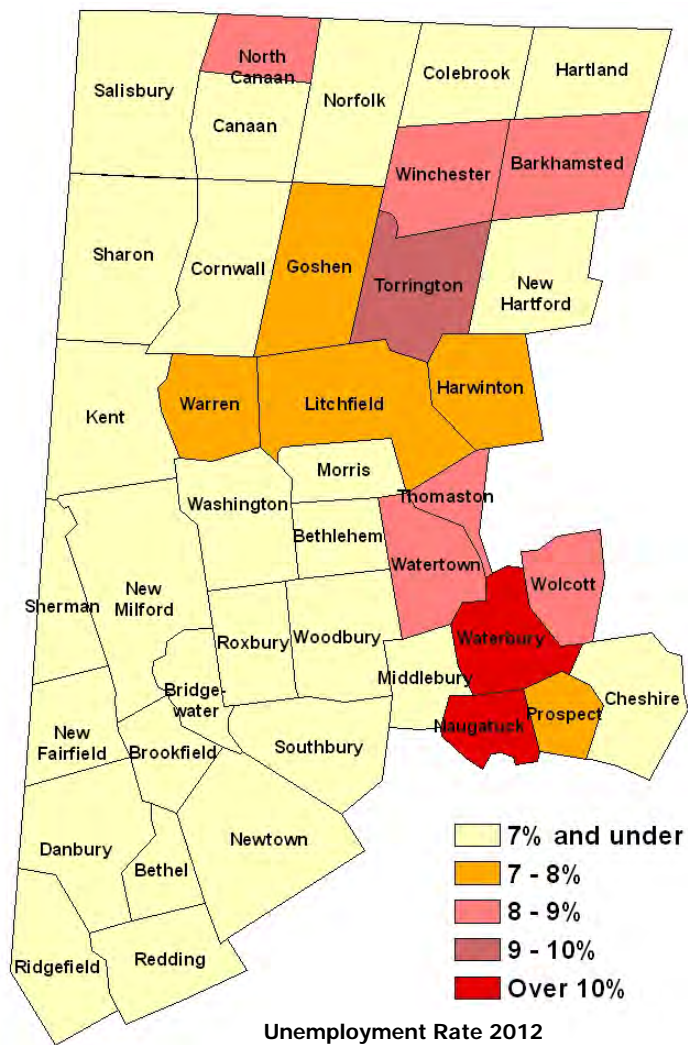 North
Canaan
Salisbury
Canaan
Norfolk
Colebrook
Hartland
Winchester
Barkhamsted
Sharon
Cornwall
Goshen
Torrington
New
Hartford
Kent
Warren
Litchfield
Harwinton
Morris
Washington
Thomaston
Bethlehem
Watertown
Wolcott
Sherman
New
Milford
Roxbury
Woodbury
Waterbury
Middlebury
Bridge-
water
Cheshire
New
Fairfield
Brookfield
Southbury
Naugatuck
Prospect
Danbury
Bethel
Newtown
Ridgefield
Redding
7% and under
7 - 8%
8 - 9%
9 - 10%
Over 10%
Unemployment Rate 2012